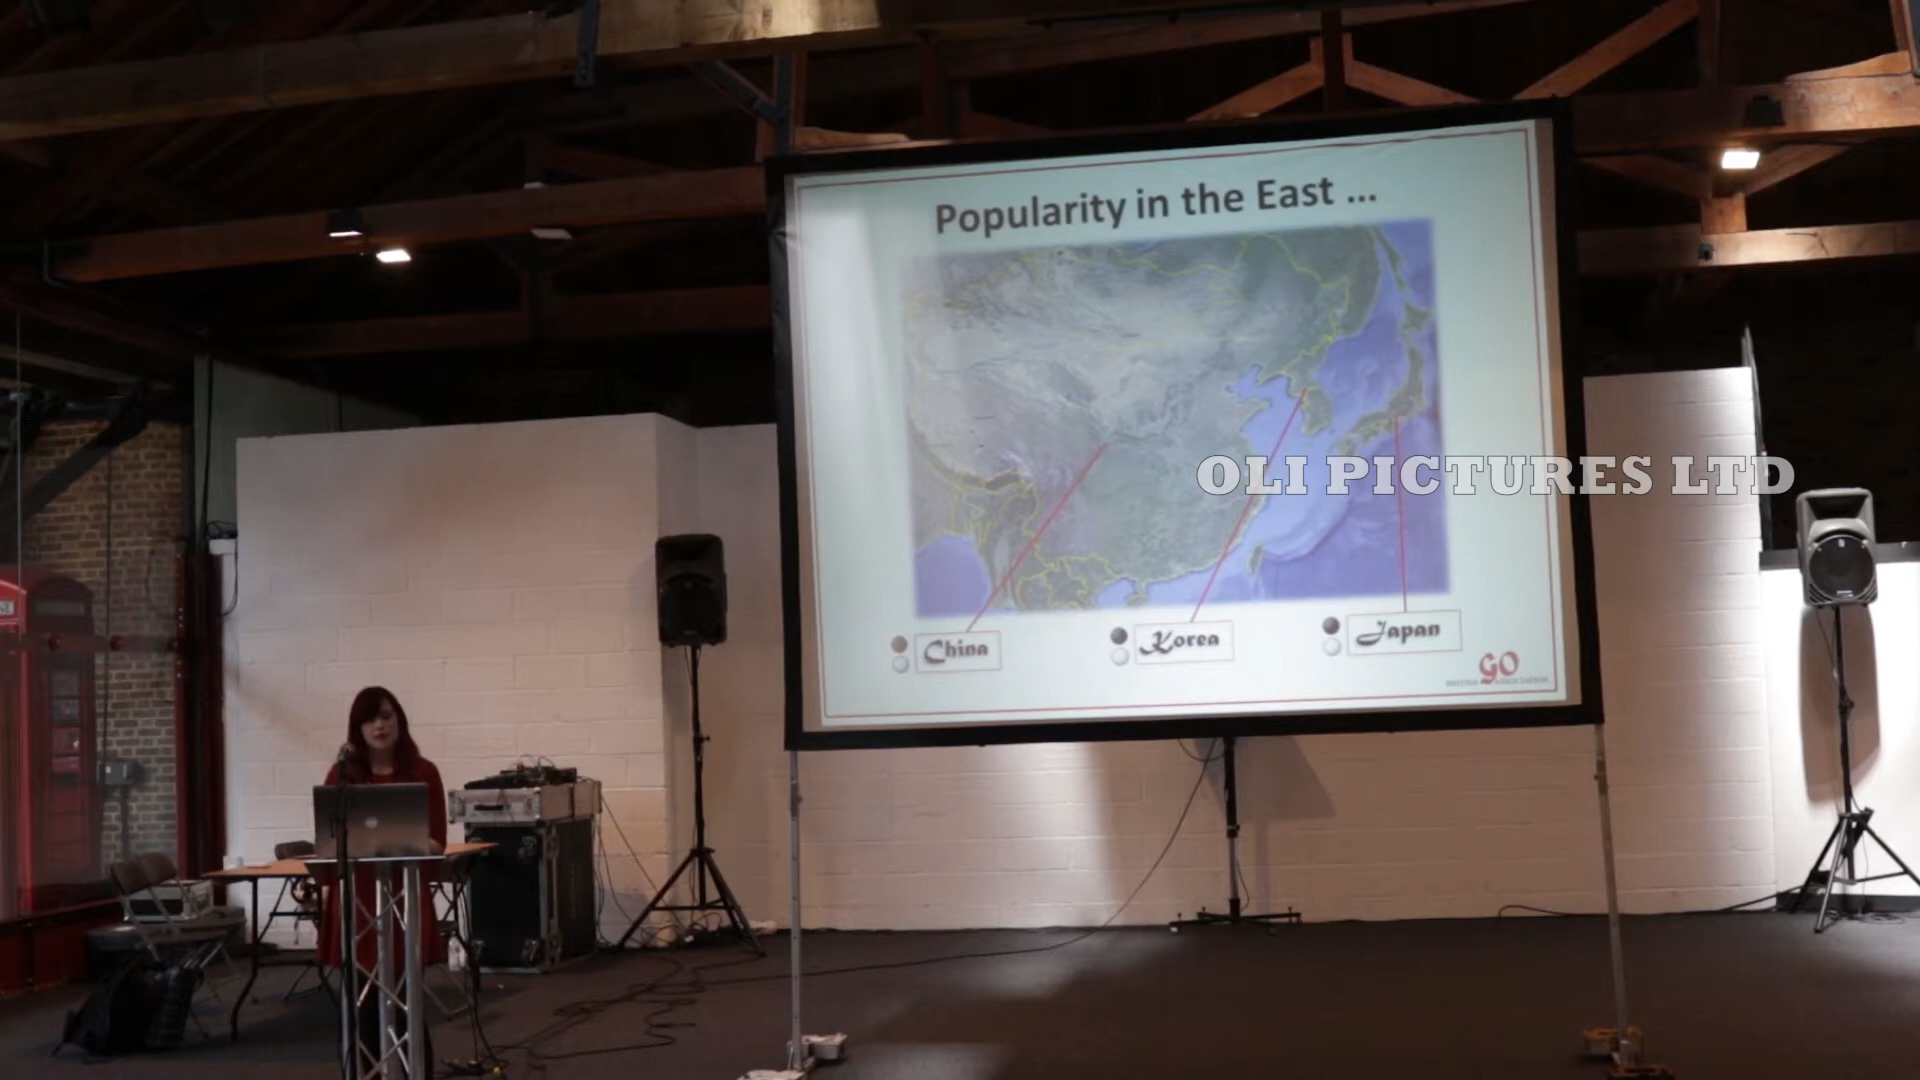 Popularity in the East ...
OLI PICTURES LTD
China
Korea
Japan
GO